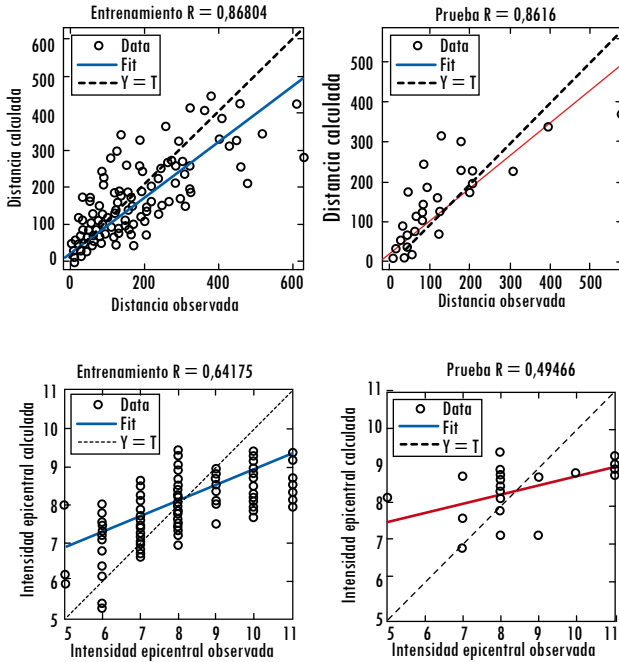 Entrenamiento R = 0,86804
Distancia calculada
600
500
400
300
200
100
0
Data
Fit
Y = T
0 200 400 600
Distancia observada
Prueba R = 0,8616
Distancia calculada
600
500
400
300
200
100
0
Data
Fit
Y = T
0 100 200 300 400 500
Distancia observada
Entrenamiento R = 0,64175
Intensidad epicentral calculada
11
10
9
8
7
6
5
Data
Fit
Y = T
5 6 7 8 9 10 11
Intensidad epicentral observada
Prueba R = 0,49466
Intensidad epicentral calculada
11
10
9
8
7
6
5
Data
Fit
Y = T
5 6 7 8 9 10 11
Intensidad epicentral observada